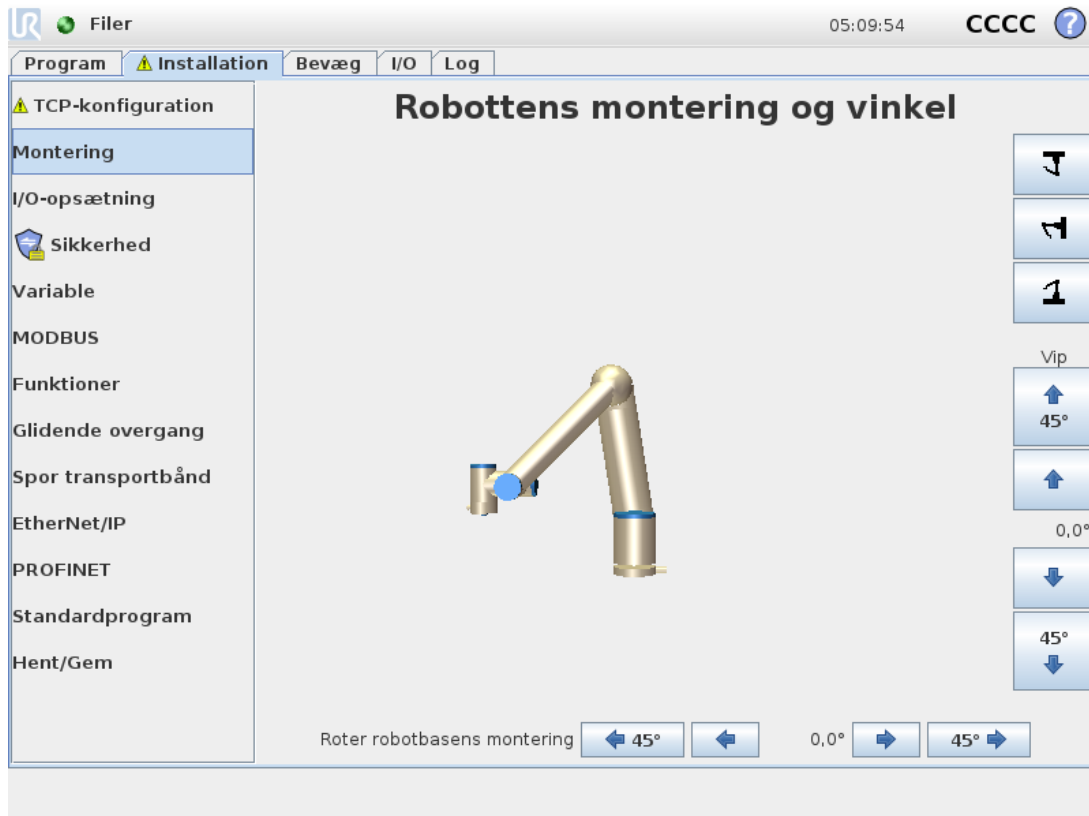 UR Filer 05:09:54 CCCC ?
Program Installation Bevæg I/O Log
TCP-konfiguration
Montering
I/O-opsætning
Sikkerhed
Variable
MODBUS
Funktioner
Glidende overgang
Spor transportbånd
EtherNet/IP
PROFINET
Standardprogram
Hent/Gem
Robottens montering og vinkel
Vip
45°
0,0°
45°
Roter robotbasens montering 45° 0,0° 45°